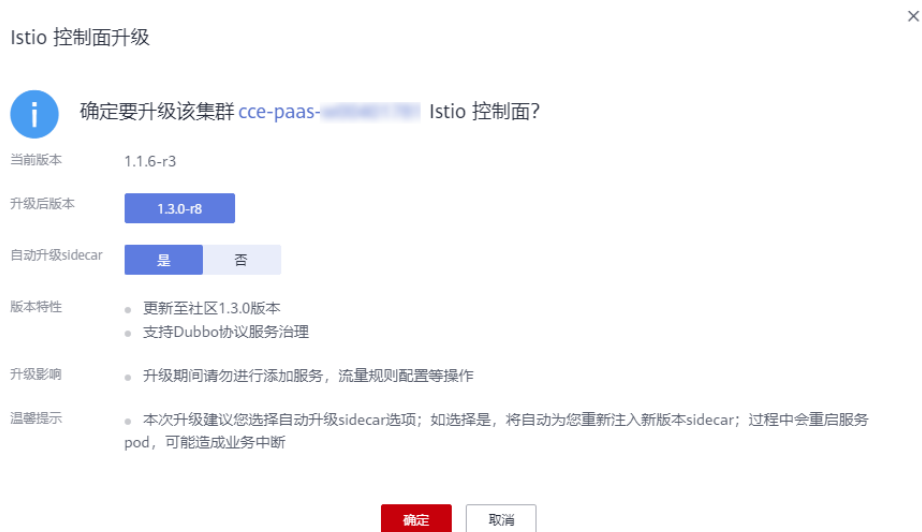 Istio 控制面升级
确定要升级该集群 cce-paas- Istio 控制面？
当前版本 1.1.6-r3
升级后版本 1.3.0-r8
自动升级sidecar 是 否
版本特性 更新至社区1.3.0版本
支持Dubbo协议服务治理
升级影响 升级期间请勿进行添加服务，流量规则配置等操作
温馨提示 本次升级建议您选择自动升级sidecar选项；如选择是，将自动为您重新注入新版本sidecar；过程中会重启服务
pod，可能造成业务中断
确定 取消